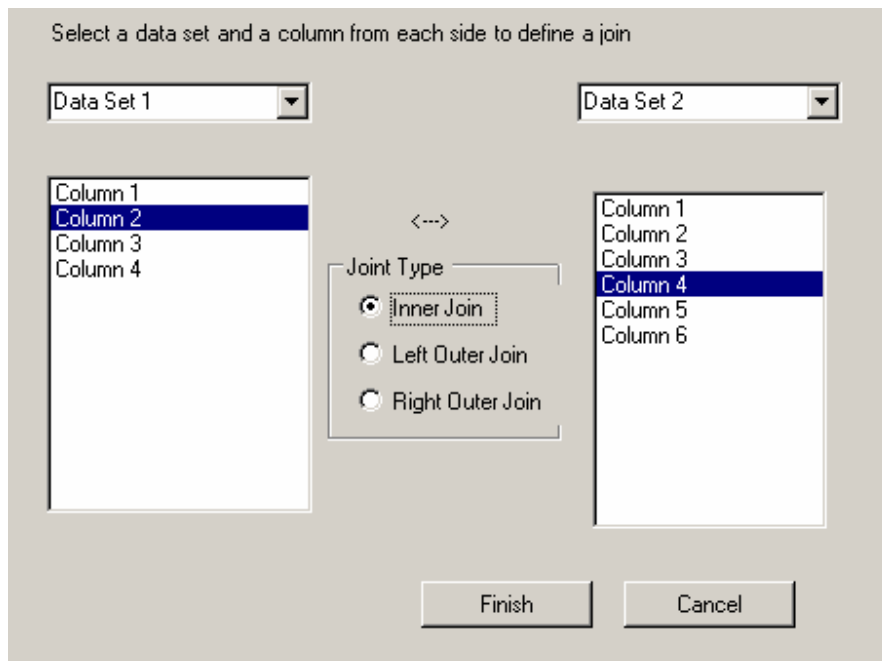 Select a data set and a column from each side to define a join
Data Set 1
Data Set 2
Column 1
Column 2
Column 3
Column 4
<--->
Joint Type
Inner Join
Left Outer Join
Right Outer Join
Column 1
Column 2
Column 3
Column 4
Column 5
Column 6
Finish
Cancel